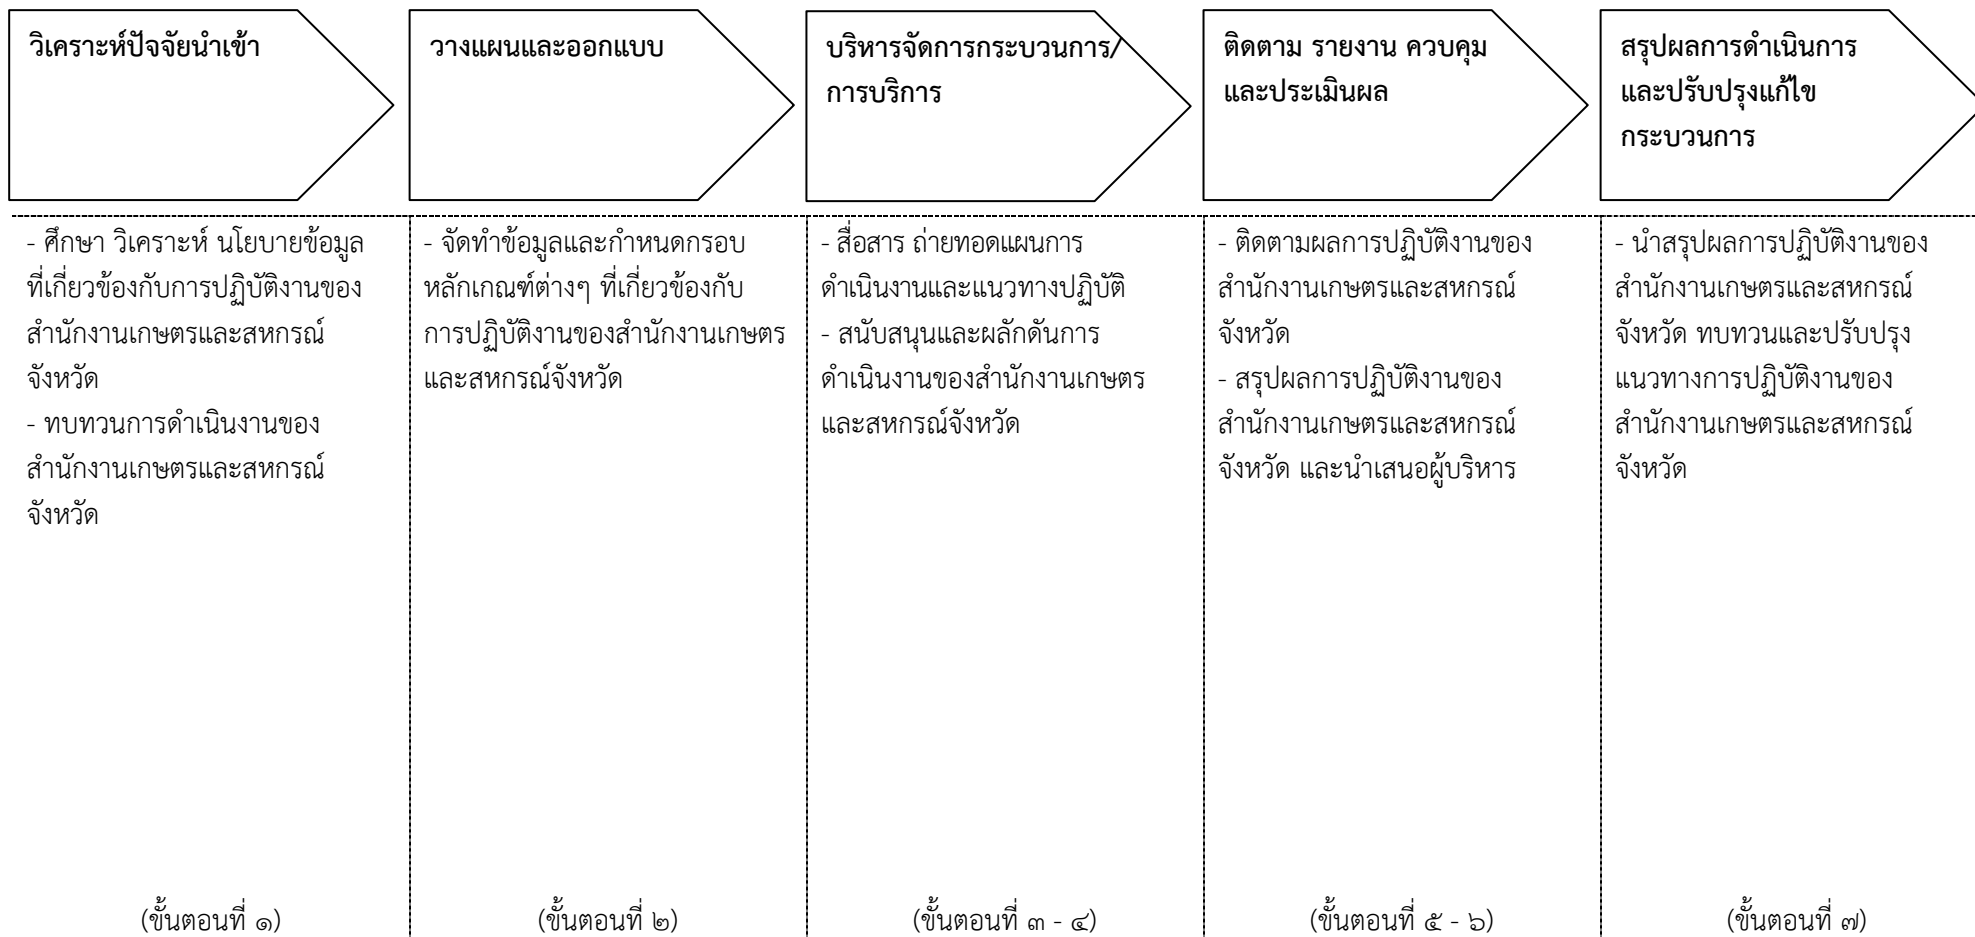 วิเคราะห์ปัจจัยนำเข้า
วางแผนและออกแบบ
บริหารจัดการกระบวนการ/
การบริการ
ติดตาม รายงาน ควบคุม
และประเมินผล
สรุปผลการดำเนินการ
และปรับปรุงแก้ไข
กระบวนการ
- ศึกษา วิเคราะห์ นโยบายข้อมูล
ที่เกี่ยวข้องกับการปฏิบัติงานของ
สำนักงานเกษตรและสหกรณ์
จังหวัด
- ทบทวนการดำเนินงานของ
สำนักงานเกษตรและสหกรณ์
จังหวัด
(ขั้นตอนที่ ๑)
- จัดทำข้อมูลและกำหนดกรอบ
หลักเกณฑ์ต่างๆ ที่เกี่ยวข้องกับ
การปฏิบัติงานของสำนักงานเกษตร
และสหกรณ์จังหวัด
(ขั้นตอนที่ ๒)
- สื่อสาร ถ่ายทอดแผนการ
ดำเนินงานและแนวทางปฏิบัติ
- สนับสนุนและผลักดันการ
ดำเนินงานของสำนักงานเกษตร
และสหกรณ์จังหวัด
(ขั้นตอนที่ ๓ - ๔)
- ติดตามผลการปฏิบัติงานของ
สำนักงานเกษตรและสหกรณ์
จังหวัด
- สรุปผลการปฏิบัติงานของ
สำนักงานเกษตรและสหกรณ์
จังหวัด และนำเสนอผู้บริหาร
(ขั้นตอนที่ ๕ - ๖)
- นำสรุปผลการปฏิบัติงานของ
สำนักงานเกษตรและสหกรณ์
จังหวัด ทบทวนและปรับปรุง
แนวทางการปฏิบัติงานของ
สำนักงานเกษตรและสหกรณ์
จังหวัด
(ขั้นตอนที่ ๗)